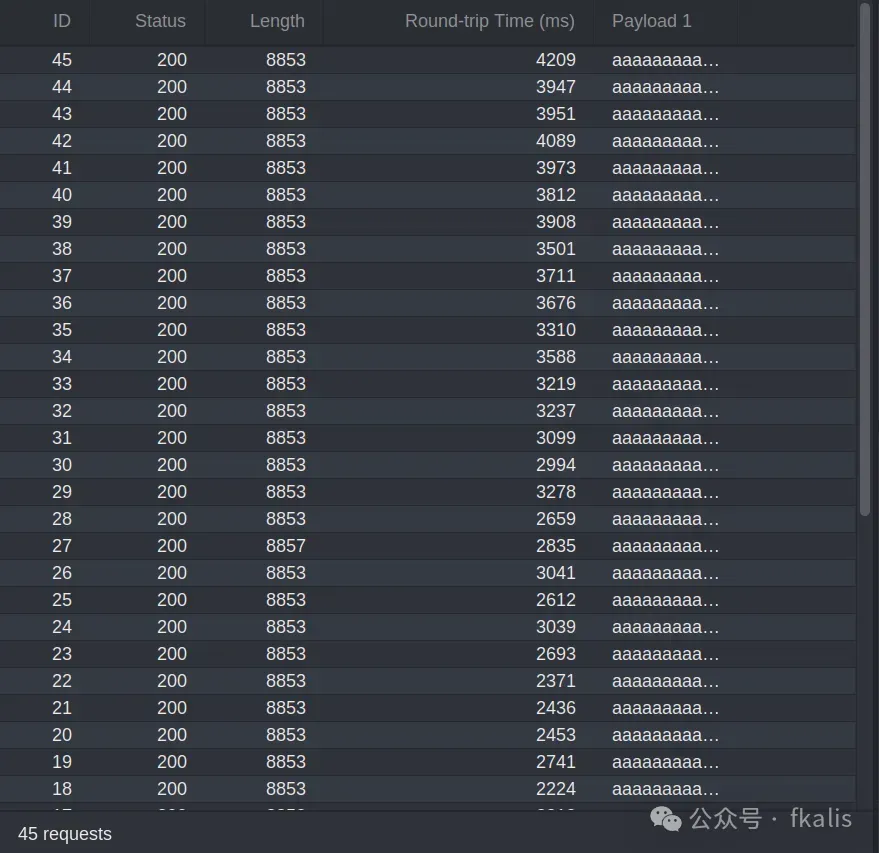 ID Status Length Round-trip Time (ms) Payload 1
45 200 8853 4209 aaaaaaaaa…
44 200 8853 3947 aaaaaaaaa…
43 200 8853 3951 aaaaaaaaa…
42 200 8853 4089 aaaaaaaaa…
41 200 8853 3973 aaaaaaaaa…
40 200 8853 3812 aaaaaaaaa…
39 200 8853 3908 aaaaaaaaa…
38 200 8853 3501 aaaaaaaaa…
37 200 8853 3711 aaaaaaaaa…
36 200 8853 3676 aaaaaaaaa…
35 200 8853 3310 aaaaaaaaa…
34 200 8853 3588 aaaaaaaaa…
33 200 8853 3219 aaaaaaaaa…
32 200 8853 3237 aaaaaaaaa…
31 200 8853 3099 aaaaaaaaa…
30 200 8853 2994 aaaaaaaaa…
29 200 8853 3278 aaaaaaaaa…
28 200 8853 2659 aaaaaaaaa…
27 200 8857 2835 aaaaaaaaa…
26 200 8853 3041 aaaaaaaaa…
25 200 8853 2612 aaaaaaaaa…
24 200 8853 3039 aaaaaaaaa…
23 200 8853 2693 aaaaaaaaa…
22 200 8853 2371 aaaaaaaaa…
21 200 8853 2436 aaaaaaaaa…
20 200 8853 2453 aaaaaaaaa…
19 200 8853 2741 aaaaaaaaa…
18 200 8853 2224 aaaaaaaaa…
公众号 · fkalis
45 requests